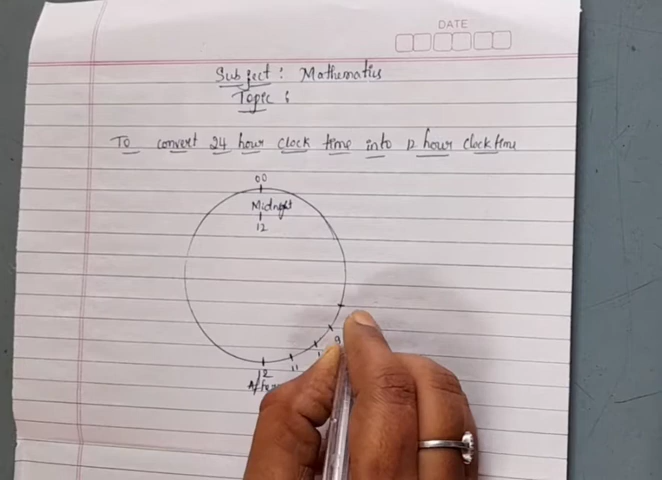 DATE
Subject : Mathematics
Topic :
To convert 24 hour clock time into 12 hour clock time
00
Midnight
12
9
11
12